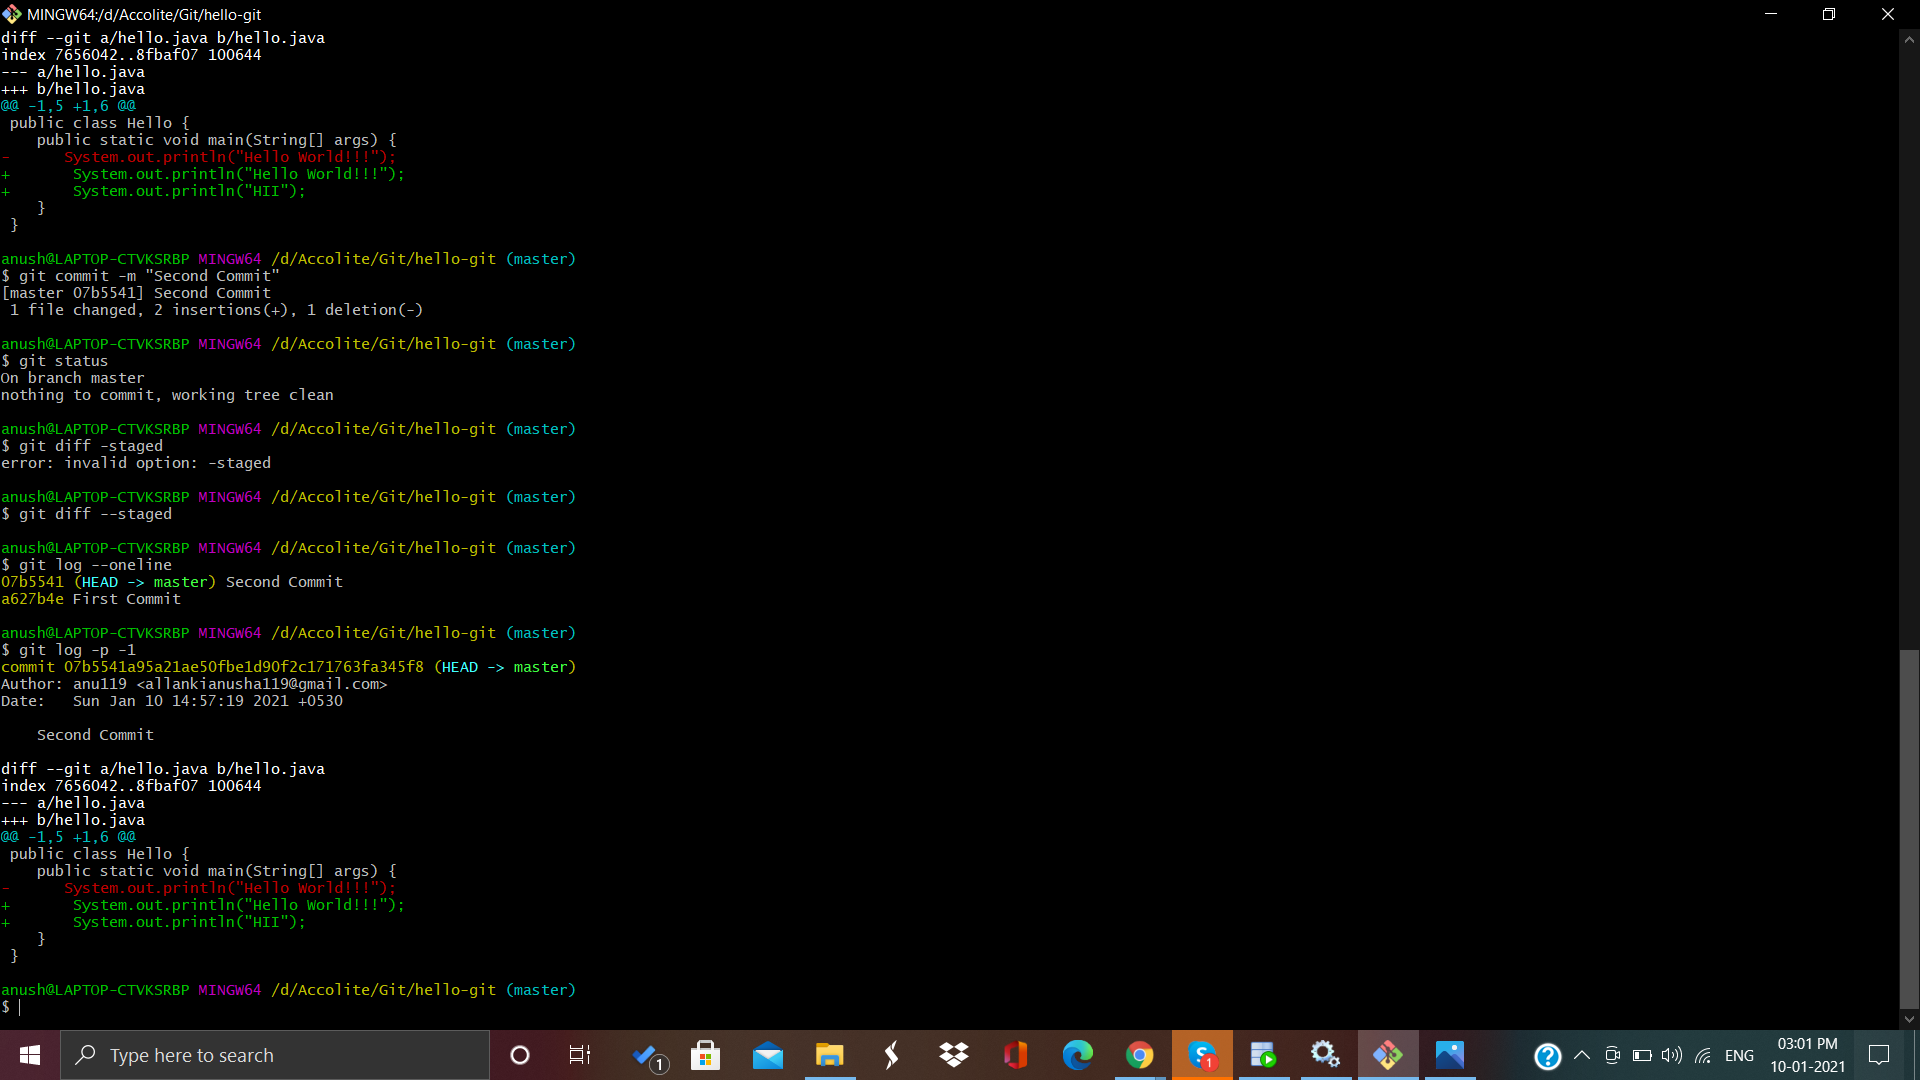 MINGW64:/d/Accolite/Git/hello-git
diff --git a/hello.java b/hello.java
index 7656042..8fbaf07 100644
--- a/hello.java
+++ b/hello.java
@@ -1,5 +1,6 @@
 public class Hello {
    public static void main(String[] args) {
-      System.out.println("Hello World!!!");
+       System.out.println("Hello World!!!");
+       System.out.println("HII");
    }
 }
anush@LAPTOP-CTVKSRBP MINGW64 /d/Accolite/Git/hello-git (master)
$ git commit -m "Second Commit"
[master 07b5541] Second Commit
 1 file changed, 2 insertions(+), 1 deletion(-)
anush@LAPTOP-CTVKSRBP MINGW64 /d/Accolite/Git/hello-git (master)
$ git status
On branch master
nothing to commit, working tree clean
anush@LAPTOP-CTVKSRBP MINGW64 /d/Accolite/Git/hello-git (master)
$ git diff -staged
error: invalid option: -staged
anush@LAPTOP-CTVKSRBP MINGW64 /d/Accolite/Git/hello-git (master)
$ git diff --staged
anush@LAPTOP-CTVKSRBP MINGW64 /d/Accolite/Git/hello-git (master)
$ git log --oneline
07b5541 (HEAD -> master) Second Commit
a627b4e First Commit
anush@LAPTOP-CTVKSRBP MINGW64 /d/Accolite/Git/hello-git (master)
$ git log -p -1
commit 07b5541a95a21ae50fbe1d90f2c171763fa345f8 (HEAD -> master)
Author: anu119 <allankianusha119@gmail.com>
Date:   Sun Jan 10 14:57:19 2021 +0530
    Second Commit
diff --git a/hello.java b/hello.java
index 7656042..8fbaf07 100644
--- a/hello.java
+++ b/hello.java
@@ -1,5 +1,6 @@
 public class Hello {
    public static void main(String[] args) {
-      System.out.println("Hello World!!!");
+       System.out.println("Hello World!!!");
+       System.out.println("HII");
    }
 }
anush@LAPTOP-CTVKSRBP MINGW64 /d/Accolite/Git/hello-git (master)
$
Type here to search
1
1
ENG
03:01 PM
10-01-2021